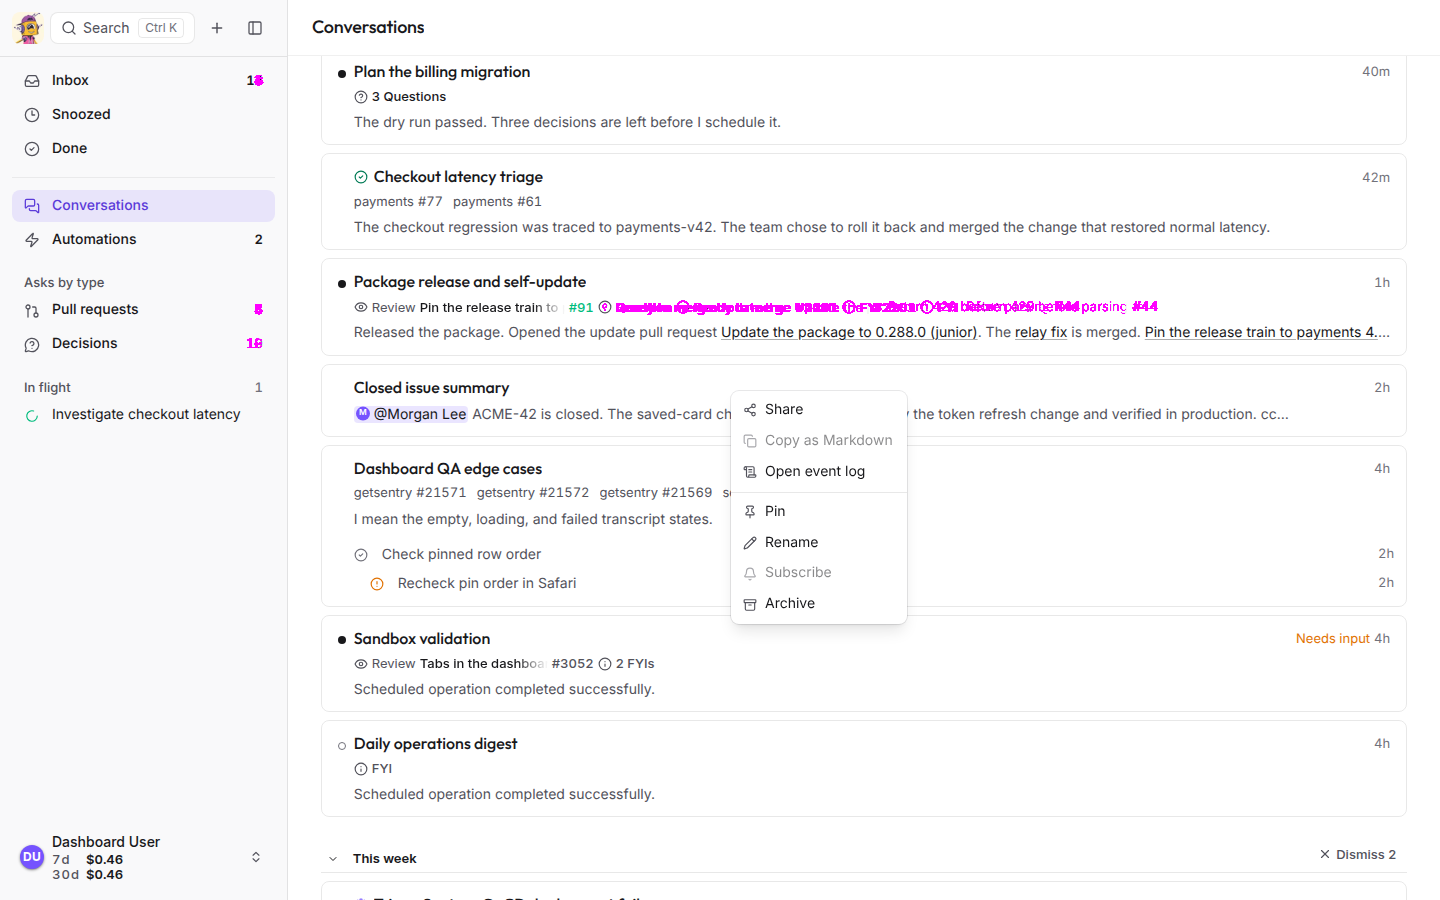 Search Ctrl K
Inbox
Snoozed
Done
Conversations
Automations 2
Asks by type
Pull requests
Decisions
In flight 1
Investigate checkout latency
DU Dashboard User
7d $0.46
30d $0.46
Conversations
Plan the billing migration 40m
3 Questions
The dry run passed. Three decisions are left before I schedule it.
Checkout latency triage 42m
payments #77 payments #61
The checkout regression was traced to payments-v42. The team chose to roll it back and merged the change that restored normal latency.
Package release and self-update 1h
Review Pin the release train to #91 #44
Released the package. Opened the update pull request Update the package to 0.288.0 (junior). The relay fix is merged. Pin the release train to payments 4....
Closed issue summary 2h
M @Morgan Lee ACME-42 is closed. The saved-card the token refresh change and verified in production. cc...
Dashboard QA edge cases 4h
getsentry #21571 getsentry #21572 getsentry #21569
I mean the empty, loading, and failed transcript states.
Check pinned row order 2h
Recheck pin order in Safari 2h
Share
Copy as Markdown
Open event log
Pin
Rename
Subscribe
Archive
Sandbox validation Needs input 4h
Review Tabs in the dashboa #3052 2 FYIs
Scheduled operation completed successfully.
Daily operations digest 4h
FYI
Scheduled operation completed successfully.
This week Dismiss 2